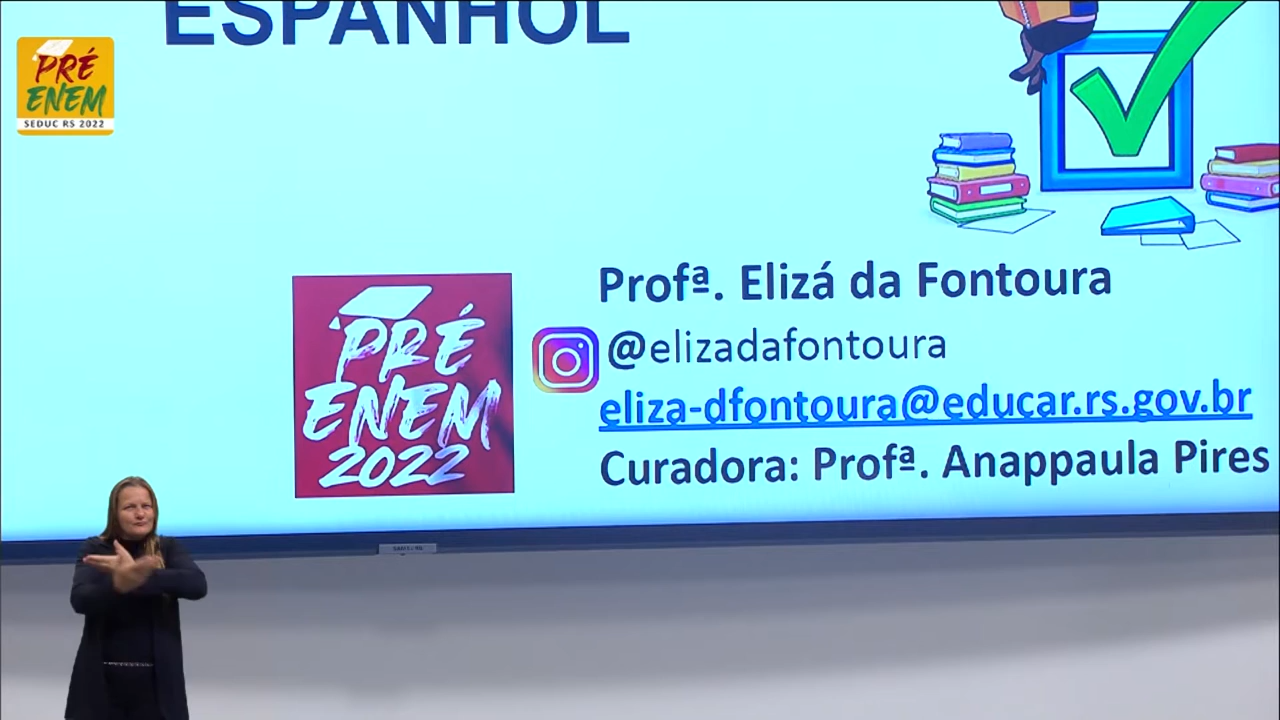 ESPANHOL
PRÉ
ENEM
SEDUC RS 2022
Profª. Elizá da Fontoura
@elizadafontoura
eliza-dfontoura@educar.rs.gov.br
Curadora: Profª. Anappaula Pires
PRÉ
ENEM
2022